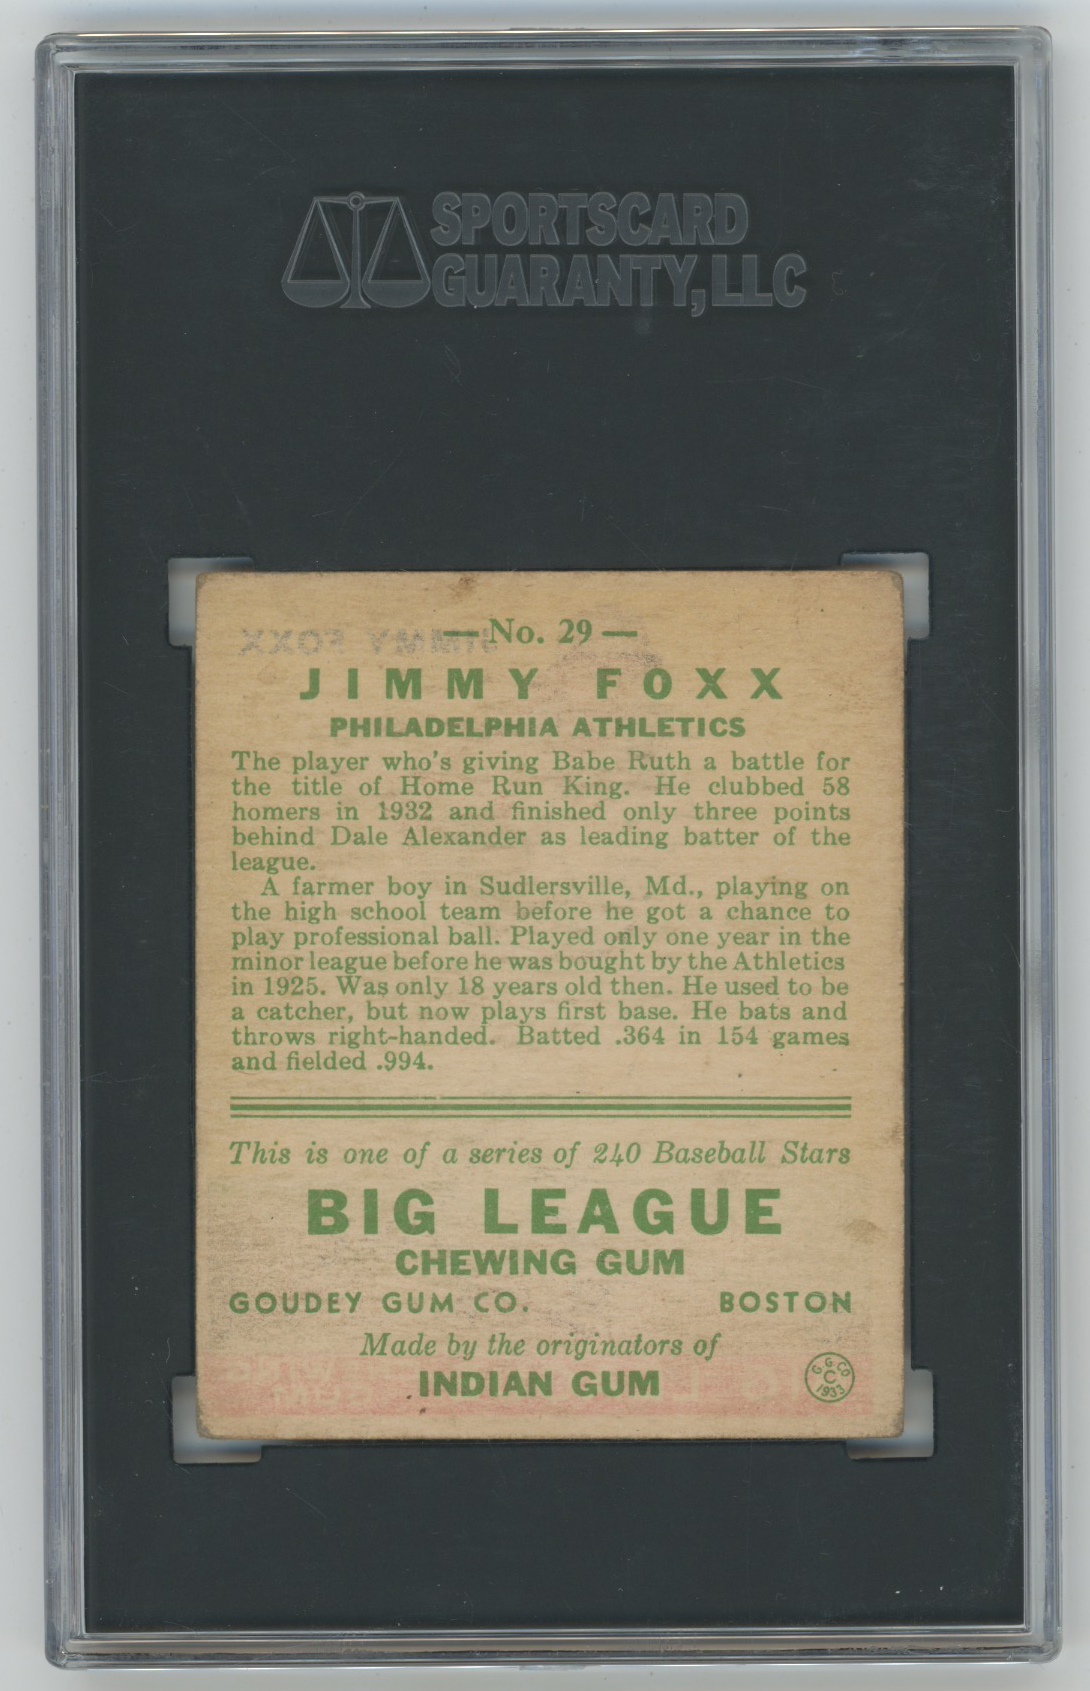 SPORTSCARD
GUARANTY, LLC
— No. 29 —
JIMMY FOXX
JIMMY FOXX
PHILADELPHIA ATHLETICS
The player who's giving Babe Ruth a battle for
the title of Home Run King. He clubbed 58
homers in 1932 and finished only three points
behind Dale Alexander as leading batter of the
league.
A farmer boy in Sudlersville, Md., playing on
the high school team before he got a chance to
play professional ball. Played only one year in the
minor league before he was bought by the Athletics
in 1925. Was only 18 years old then. He used to be
a catcher, but now plays first base. He bats and
throws right-handed. Batted .364 in 154 games
and fielded .994.
This is one of a series of 240 Baseball Stars
BIG LEAGUE
CHEWING GUM
GOUDEY GUM CO. BOSTON
Made by the originators of
INDIAN GUM
G. G. CO
C
1933